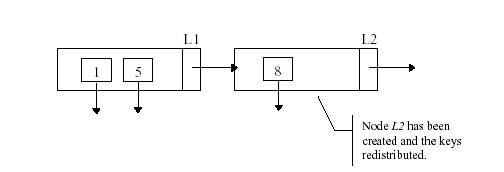 L1 L2
1 5 8
Node L2 has been
created and the keys
redistributed.